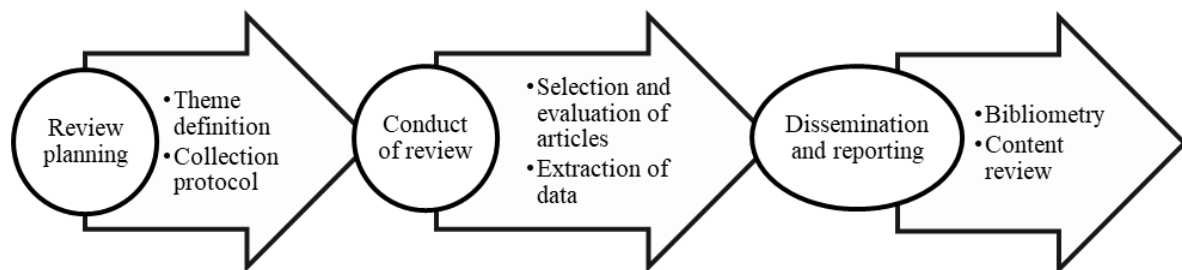 Review
planning
•Theme
definition
•Collection
protocol
Conduct
of review
•Selection and
evaluation of
articles
•Extraction of
data
Dissemination
and reporting
•Bibliometry
•Content
review